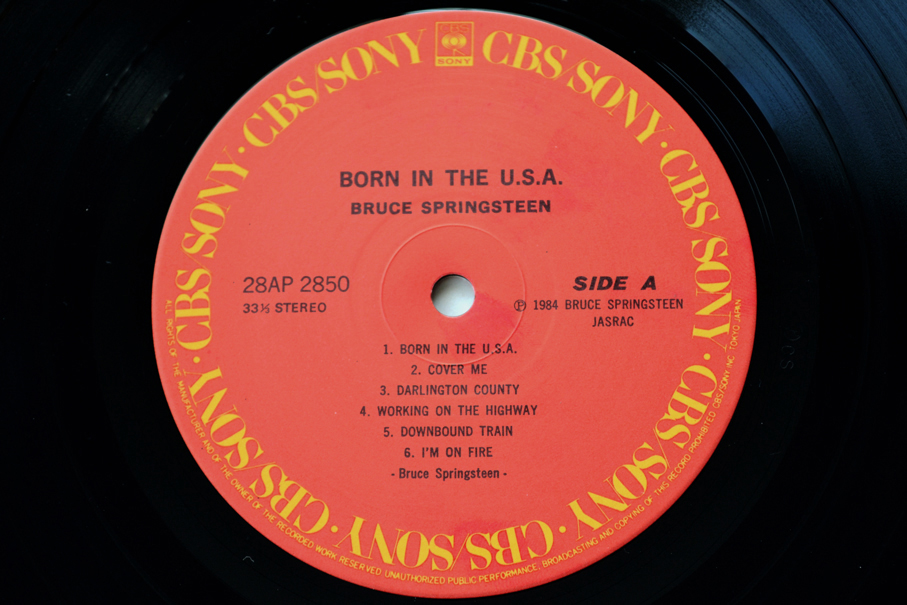 CBS
SONY
CBS/SONY · CBS/SONY · CBS/SONY · CBS/SONY · CBS/SONY · CBS/SONY · CBS/SONY · CBS/SONY · CBS/SONY
BORN IN THE U.S.A.
BRUCE SPRINGSTEEN
28AP 2850
33⅓ STEREO
SIDE A
Ⓟ 1984 BRUCE SPRINGSTEEN
JASRAC
1. BORN IN THE U.S.A.
2. COVER ME
3. DARLINGTON COUNTY
4. WORKING ON THE HIGHWAY
5. DOWNBOUND TRAIN
6. I'M ON FIRE
- Bruce Springsteen -
ALL RIGHTS OF THE MANUFACTURER AND OF THE OWNER OF THE RECORDED WORK RESERVED. UNAUTHORIZED PUBLIC PERFORMANCE, BROADCASTING AND COPYING OF THIS RECORD PROHIBITED CBS/SONY INC. TOKYO JAPAN